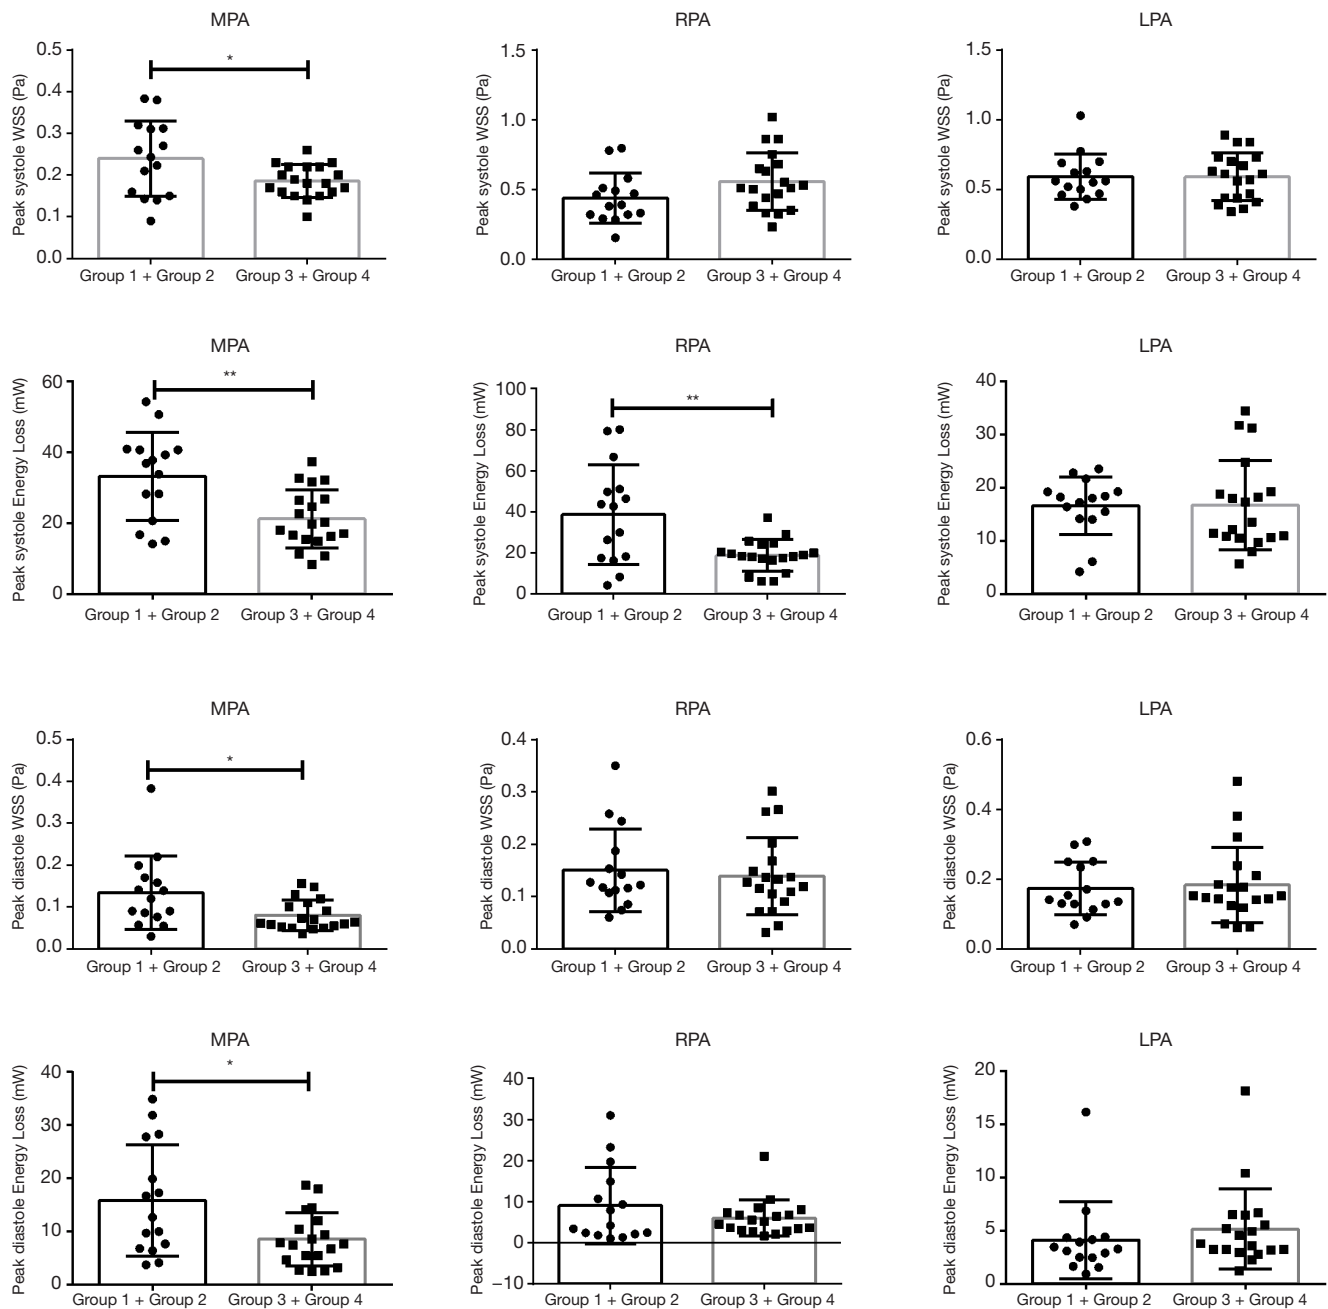 MPA
RPA
LPA
Peak systole WSS (Pa)
0.5
0.4
0.3
0.2
0.1
0.0
*
Group 1 + Group 2
Group 3 + Group 4
Peak systole WSS (Pa)
1.5
1.0
0.5
0.0
Group 1 + Group 2
Group 3 + Group 4
Peak systole WSS (Pa)
1.5
1.0
0.5
0.0
Group 1 + Group 2
Group 3 + Group 4
MPA
RPA
LPA
Peak systole Energy Loss (mW)
60
40
20
0
**
Group 1 + Group 2
Group 3 + Group 4
Peak systole Energy Loss (mW)
100
80
60
40
20
0
**
Group 1 + Group 2
Group 3 + Group 4
Peak systole Energy Loss (mW)
40
30
20
10
0
Group 1 + Group 2
Group 3 + Group 4
MPA
RPA
LPA
Peak diastole WSS (Pa)
0.5
0.4
0.3
0.2
0.1
0.0
*
Group 1 + Group 2
Group 3 + Group 4
Peak diastole WSS (Pa)
0.4
0.3
0.2
0.1
0.0
Group 1 + Group 2
Group 3 + Group 4
Peak diastole WSS (Pa)
0.6
0.4
0.2
0.0
Group 1 + Group 2
Group 3 + Group 4
MPA
RPA
LPA
Peak diastole Energy Loss (mW)
40
30
20
10
0
*
Group 1 + Group 2
Group 3 + Group 4
Peak diastole Energy Loss (mW)
40
30
20
10
0
−10
Group 1 + Group 2
Group 3 + Group 4
Peak diastole Energy Loss (mW)
20
15
10
5
0
Group 1 + Group 2
Group 3 + Group 4